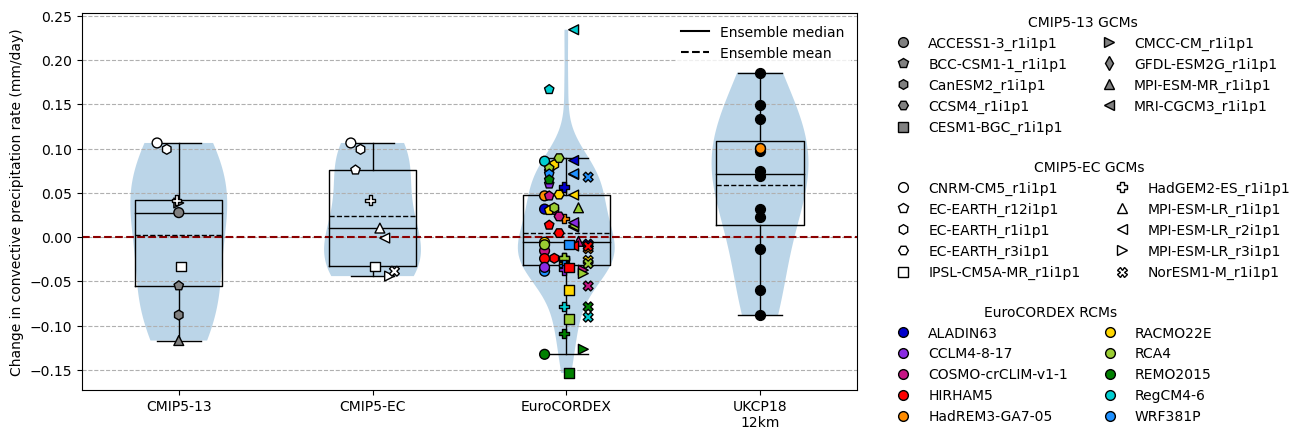 Change in convective precipitation rate (mm/day)
0.25
0.20
0.15
0.10
0.05
0.00
−0.05
−0.10
−0.15
Ensemble median
Ensemble mean
CMIP5-13
CMIP5-EC
EuroCORDEX
UKCP18
12km
CMIP5-13 GCMs
ACCESS1-3_r1i1p1
BCC-CSM1-1_r1i1p1
CanESM2_r1i1p1
CCSM4_r1i1p1
CESM1-BGC_r1i1p1
CMCC-CM_r1i1p1
GFDL-ESM2G_r1i1p1
MPI-ESM-MR_r1i1p1
MRI-CGCM3_r1i1p1
CMIP5-EC GCMs
CNRM-CM5_r1i1p1
EC-EARTH_r12i1p1
EC-EARTH_r1i1p1
EC-EARTH_r3i1p1
IPSL-CM5A-MR_r1i1p1
HadGEM2-ES_r1i1p1
MPI-ESM-LR_r1i1p1
MPI-ESM-LR_r2i1p1
MPI-ESM-LR_r3i1p1
NorESM1-M_r1i1p1
EuroCORDEX RCMs
ALADIN63
CCLM4-8-17
COSMO-crCLIM-v1-1
HIRHAM5
HadREM3-GA7-05
RACMO22E
RCA4
REMO2015
RegCM4-6
WRF381P